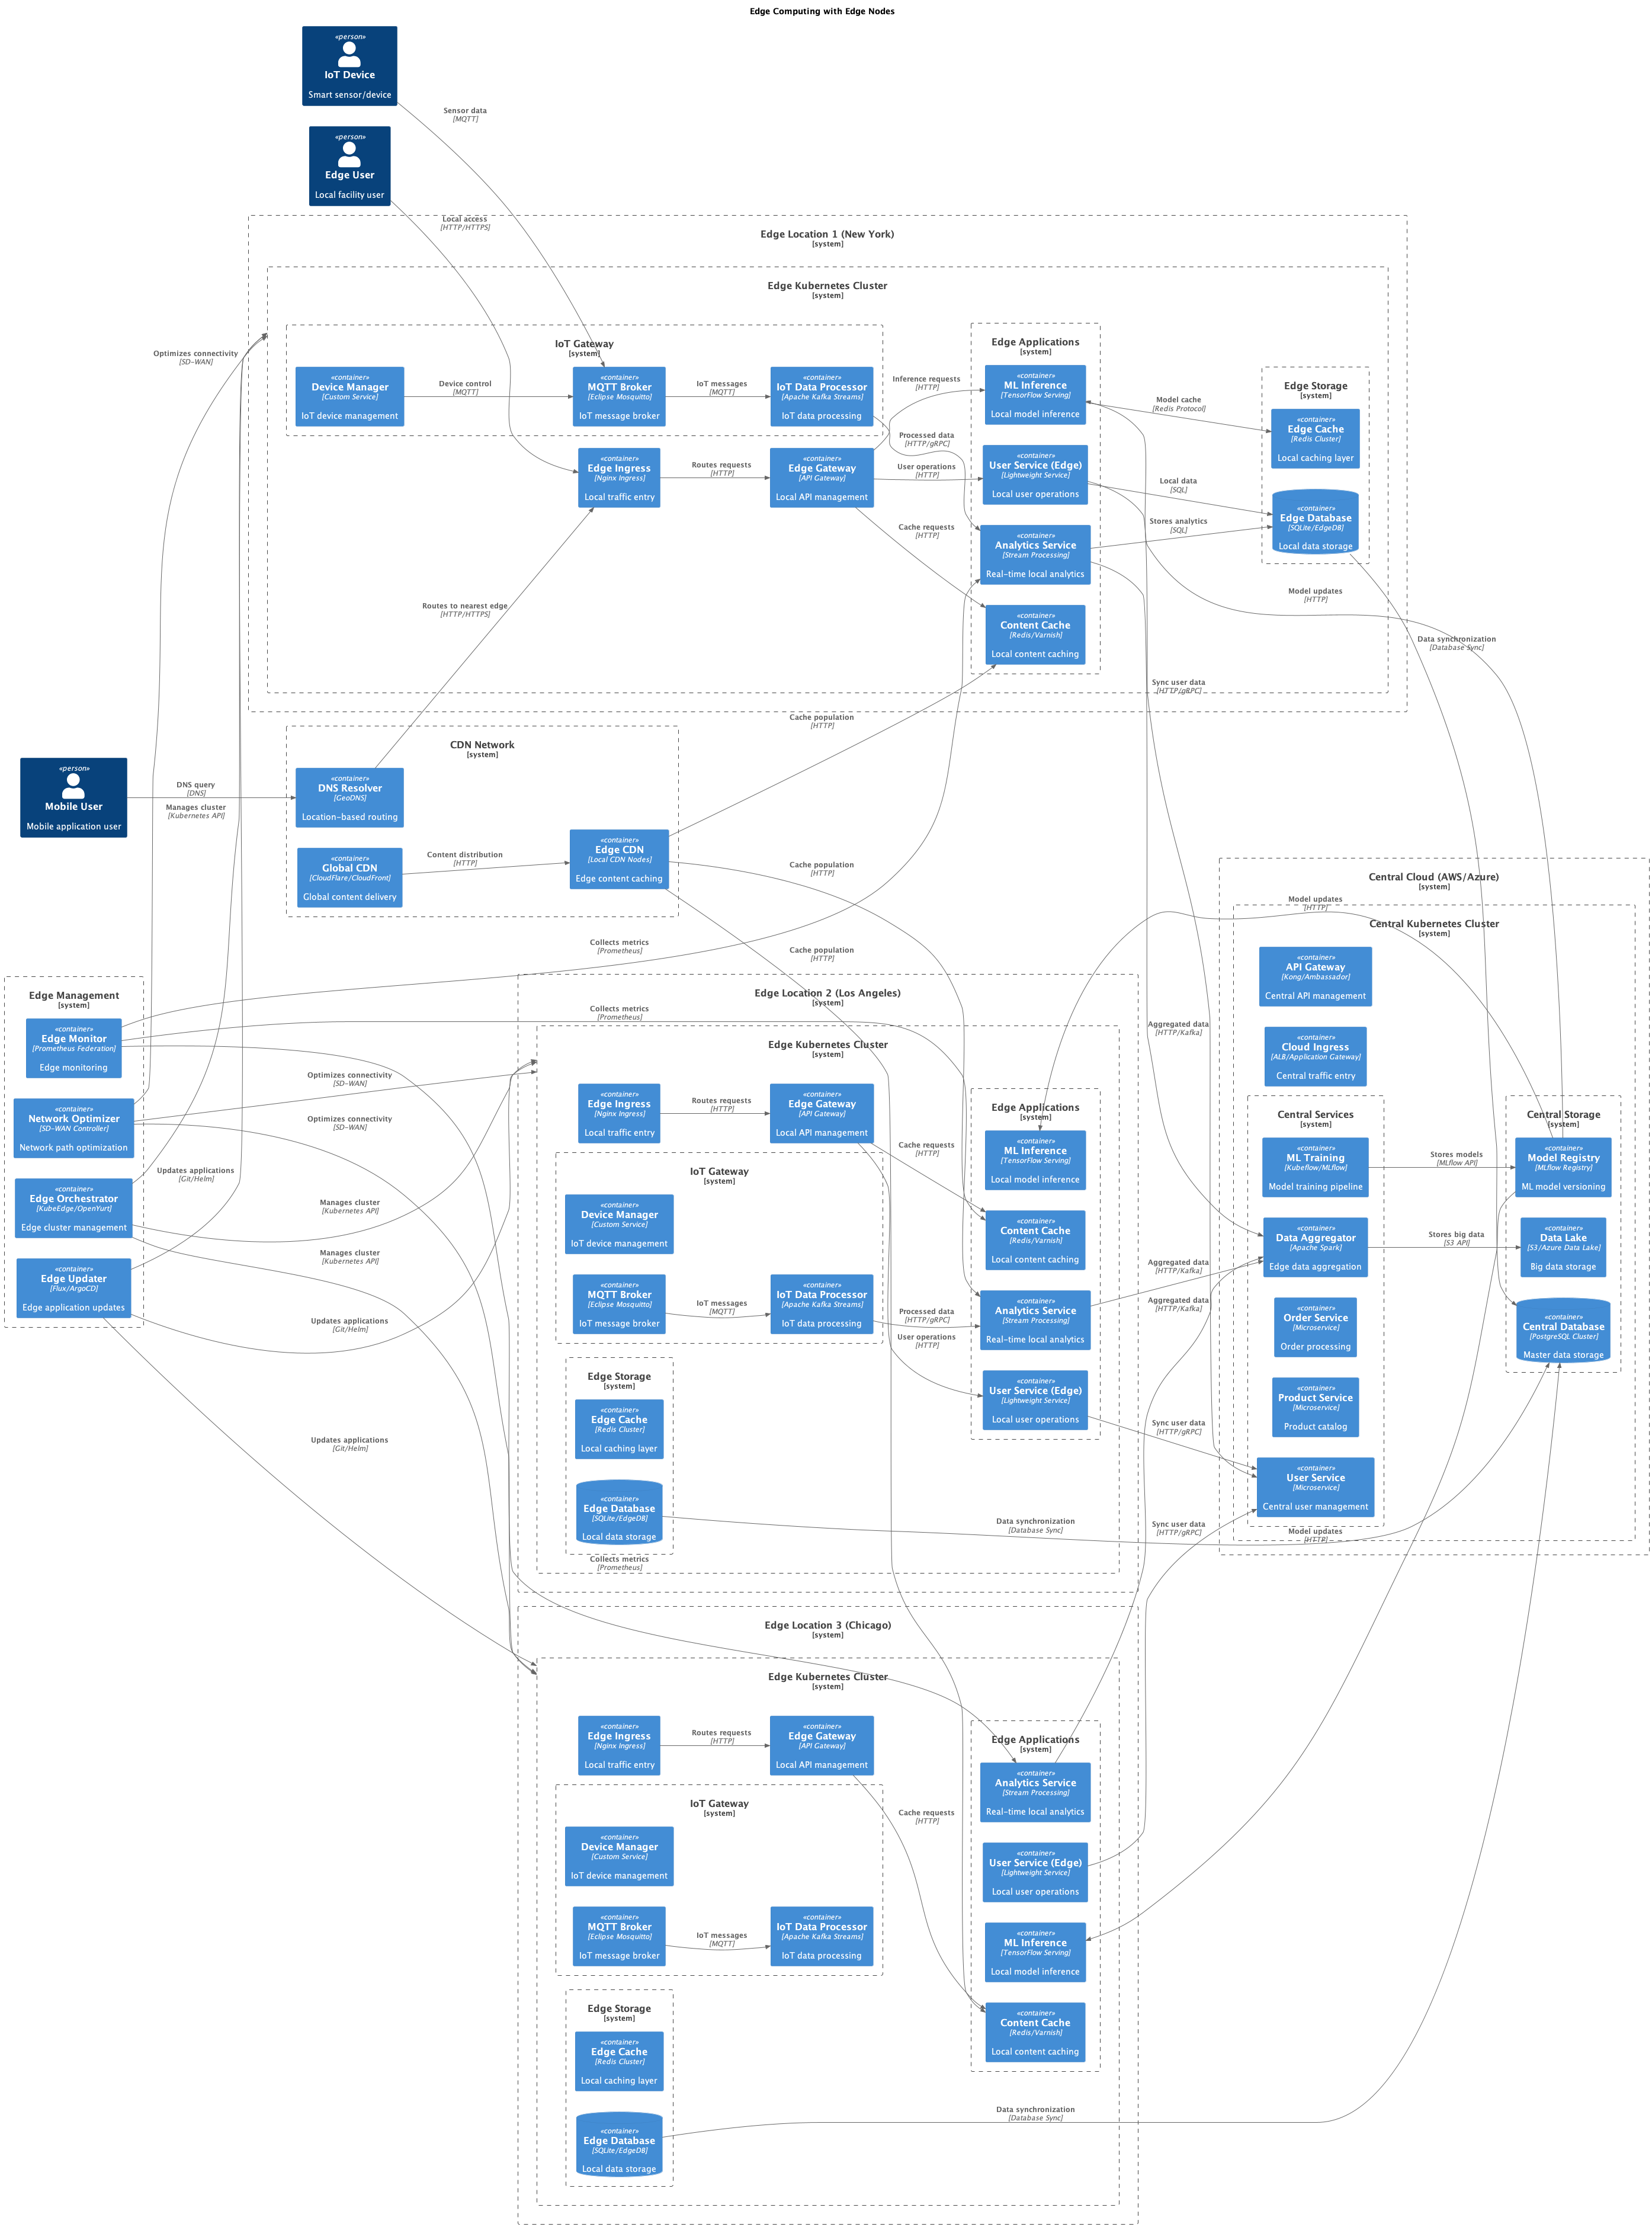 Edge Computing with Edge Nodes
«person»
IoT Device
Smart sensor/device
«person»
Edge User
Local facility user
Sensor data
[MQTT]
Local access
[HTTP/HTTPS]
Edge Location 1 (New York)
[system]
Edge Kubernetes Cluster
[system]
IoT Gateway
[system]
«container»
Device Manager
[Custom Service]
IoT device management
Device control
[MQTT]
«container»
MQTT Broker
[Eclipse Mosquitto]
IoT message broker
IoT messages
[MQTT]
«container»
IoT Data Processor
[Apache Kafka Streams]
IoT data processing
«container»
Edge Ingress
[Nginx Ingress]
Local traffic entry
Routes requests
[HTTP]
«container»
Edge Gateway
[API Gateway]
Local API management
Inference requests
[HTTP]
Processed data
[HTTP/gRPC]
User operations
[HTTP]
Cache requests
[HTTP]
Edge Applications
[system]
«container»
ML Inference
[TensorFlow Serving]
Local model inference
«container»
User Service (Edge)
[Lightweight Service]
Local user operations
«container»
Analytics Service
[Stream Processing]
Real-time local analytics
«container»
Content Cache
[Redis/Varnish]
Local content caching
Model cache
[Redis Protocol]
Local data
[SQL]
Stores analytics
[SQL]
Edge Storage
[system]
«container»
Edge Cache
[Redis Cluster]
Local caching layer
«container»
Edge Database
[SQLite/EdgeDB]
Local data storage
Model updates
[HTTP]
Data synchronization
[Database Sync]
Sync user data
[HTTP/gRPC]
Optimizes connectivity
[SD-WAN]
Routes to nearest edge
[HTTP/HTTPS]
Cache population
[HTTP]
CDN Network
[system]
«container»
DNS Resolver
[GeoDNS]
Location-based routing
«container»
Global CDN
[CloudFlare/CloudFront]
Global content delivery
Content distribution
[HTTP]
«container»
Edge CDN
[Local CDN Nodes]
Edge content caching
«person»
Mobile User
Mobile application user
DNS query
[DNS]
Manages cluster
[Kubernetes API]
Cache population
[HTTP]
Collects metrics
[Prometheus]
Cache population
[HTTP]
Edge Management
[system]
«container»
Edge Monitor
[Prometheus Federation]
Edge monitoring
«container»
Network Optimizer
[SD-WAN Controller]
Network path optimization
«container»
Edge Orchestrator
[KubeEdge/OpenYurt]
Edge cluster management
«container»
Edge Updater
[Flux/ArgoCD]
Edge application updates
Updates applications
[Git/Helm]
Optimizes connectivity
[SD-WAN]
Optimizes connectivity
[SD-WAN]
Manages cluster
[Kubernetes API]
Manages cluster
[Kubernetes API]
Updates applications
[Git/Helm]
Updates applications
[Git/Helm]
Collects metrics
[Prometheus]
Edge Location 2 (Los Angeles)
[system]
Edge Kubernetes Cluster
[system]
«container»
Edge Ingress
[Nginx Ingress]
Local traffic entry
Routes requests
[HTTP]
«container»
Edge Gateway
[API Gateway]
Local API management
IoT Gateway
[system]
«container»
Device Manager
[Custom Service]
IoT device management
«container»
MQTT Broker
[Eclipse Mosquitto]
IoT message broker
IoT messages
[MQTT]
«container»
IoT Data Processor
[Apache Kafka Streams]
IoT data processing
Edge Storage
[system]
«container»
Edge Cache
[Redis Cluster]
Local caching layer
«container»
Edge Database
[SQLite/EdgeDB]
Local data storage
Cache requests
[HTTP]
Processed data
[HTTP/gRPC]
User operations
[HTTP]
Edge Applications
[system]
«container»
ML Inference
[TensorFlow Serving]
Local model inference
«container»
Content Cache
[Redis/Varnish]
Local content caching
«container»
Analytics Service
[Stream Processing]
Real-time local analytics
«container»
User Service (Edge)
[Lightweight Service]
Local user operations
Data synchronization
[Database Sync]
Collects metrics
[Prometheus]
Model updates
[HTTP]
Aggregated data
[HTTP/Kafka]
Aggregated data
[HTTP/Kafka]
Aggregated data
[HTTP/Kafka]
Sync user data
[HTTP/gRPC]
Sync user data
[HTTP/gRPC]
Central Cloud (AWS/Azure)
[system]
Central Kubernetes Cluster
[system]
«container»
API Gateway
[Kong/Ambassador]
Central API management
«container»
Cloud Ingress
[ALB/Application Gateway]
Central traffic entry
Central Services
[system]
«container»
ML Training
[Kubeflow/MLflow]
Model training pipeline
«container»
Data Aggregator
[Apache Spark]
Edge data aggregation
«container»
Order Service
[Microservice]
Order processing
«container»
Product Service
[Microservice]
Product catalog
«container»
User Service
[Microservice]
Central user management
Stores models
[MLflow API]
Stores big data
[S3 API]
Central Storage
[system]
«container»
Model Registry
[MLflow Registry]
ML model versioning
«container»
Data Lake
[S3/Azure Data Lake]
Big data storage
«container»
Central Database
[PostgreSQL Cluster]
Master data storage
Model updates
[HTTP]
Edge Location 3 (Chicago)
[system]
Edge Kubernetes Cluster
[system]
«container»
Edge Ingress
[Nginx Ingress]
Local traffic entry
Routes requests
[HTTP]
«container»
Edge Gateway
[API Gateway]
Local API management
IoT Gateway
[system]
«container»
Device Manager
[Custom Service]
IoT device management
«container»
MQTT Broker
[Eclipse Mosquitto]
IoT message broker
IoT messages
[MQTT]
«container»
IoT Data Processor
[Apache Kafka Streams]
IoT data processing
Cache requests
[HTTP]
Edge Applications
[system]
«container»
Analytics Service
[Stream Processing]
Real-time local analytics
«container»
User Service (Edge)
[Lightweight Service]
Local user operations
«container»
ML Inference
[TensorFlow Serving]
Local model inference
«container»
Content Cache
[Redis/Varnish]
Local content caching
Edge Storage
[system]
«container»
Edge Cache
[Redis Cluster]
Local caching layer
«container»
Edge Database
[SQLite/EdgeDB]
Local data storage
Data synchronization
[Database Sync]